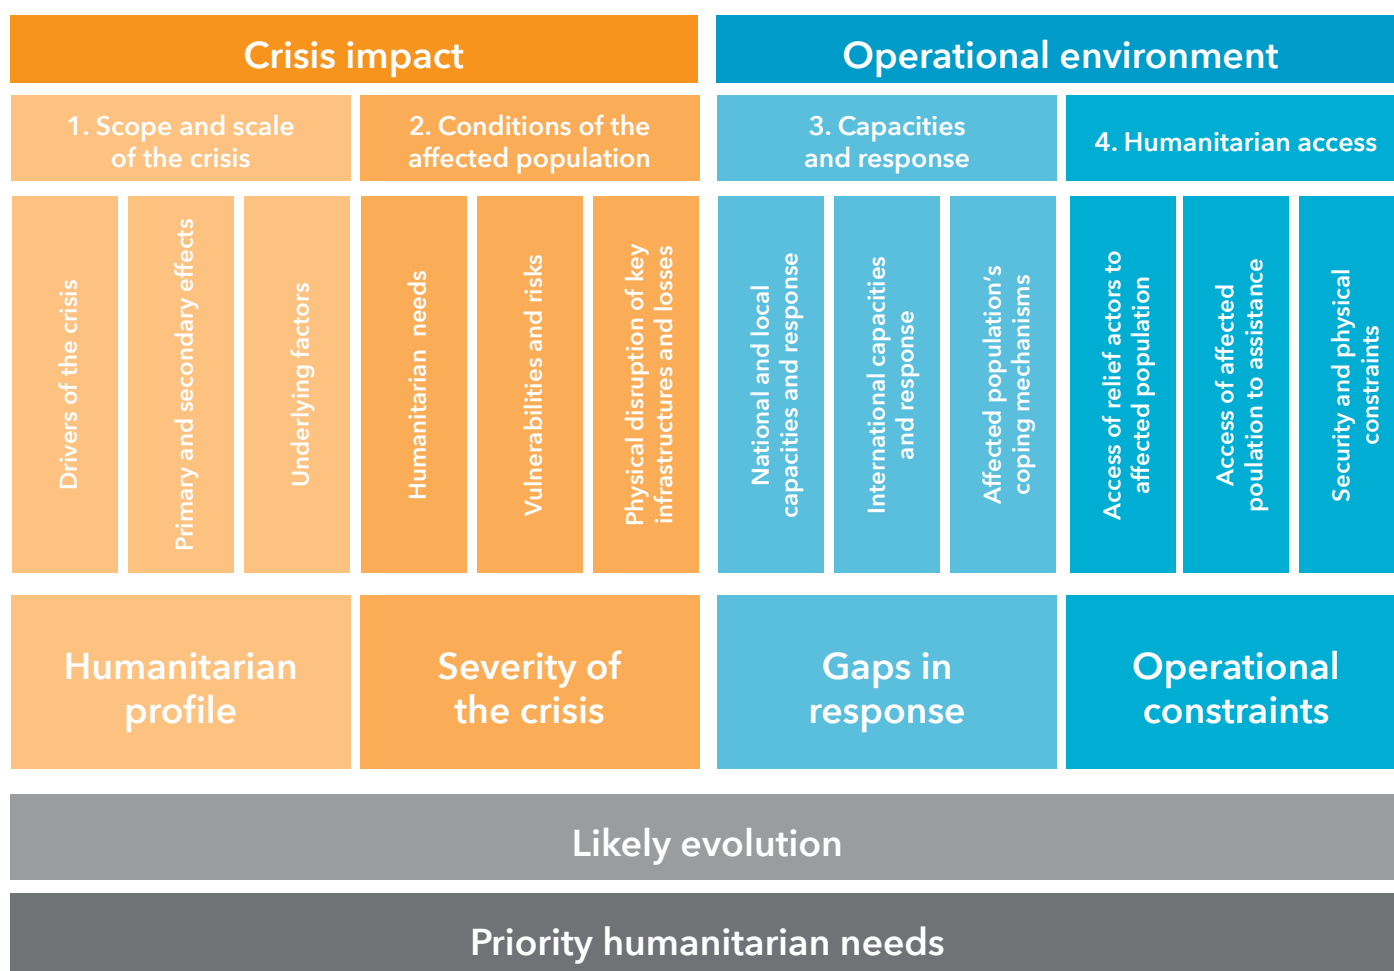 Crisis impact
Operational environment
1. Scope and scale
of the crisis
2. Conditions of the
affected population
3. Capacities
and response
4. Humanitarian access
Drivers of the crisis
Primary and secondary effects
Underlying factors
Humanitarian needs
Vulnerabilities and risks
Physical disruption of key
infrastructures and losses
National and local
capacities and response
International capacities
and response
Affected population’s
coping mechanisms
Access of relief actors to
affected population
Access of affected
poulation to assistance
Security and physical
constraints
Humanitarian
profile
Severity of
the crisis
Gaps in
response
Operational
constraints
Likely evolution
Priority humanitarian needs